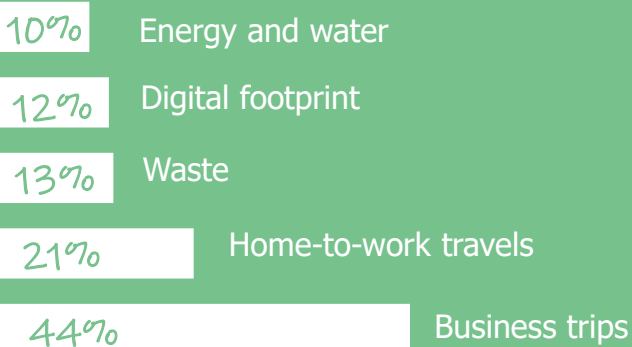 10% Energy and water
12% Digital footprint
13% Waste
21% Home-to-work travels
44% Business trips